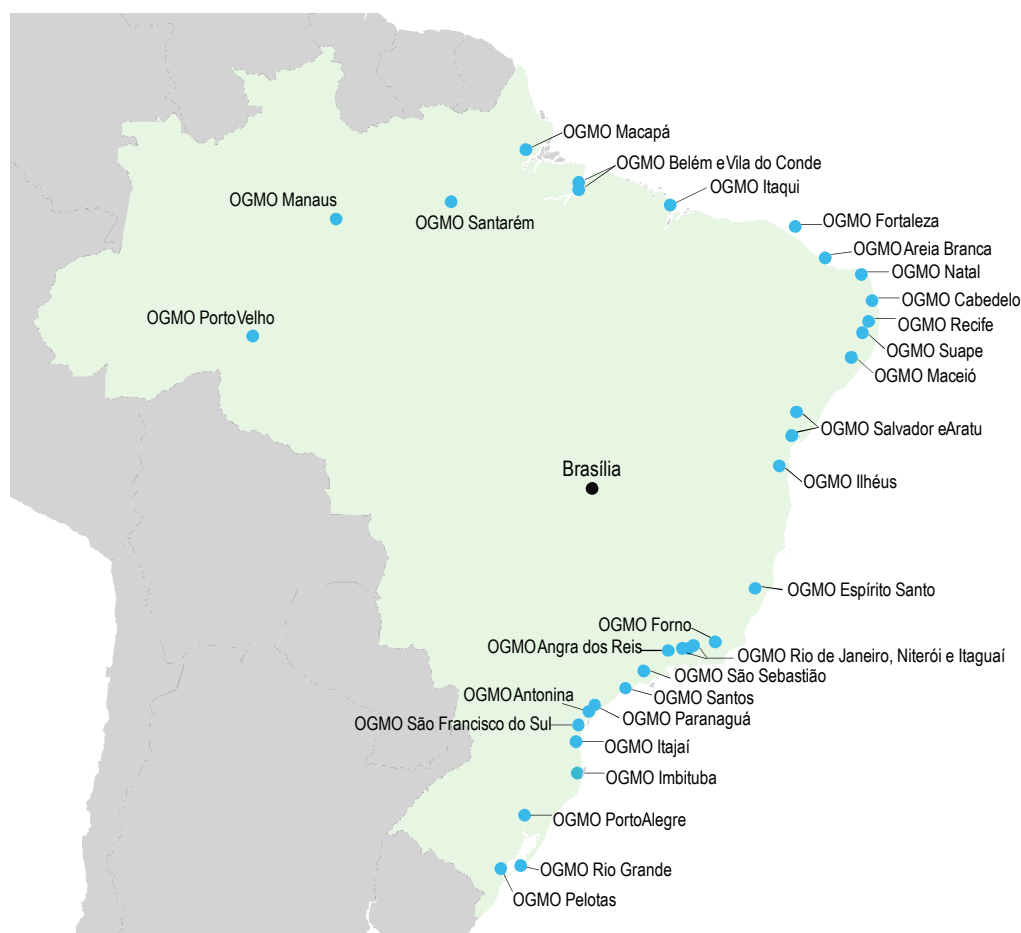 OGMO Macapá
OGMO Belém eVila do Conde
OGMO Itaqui
OGMO Manaus
OGMO Santarém
OGMO Fortaleza
OGMO Areia Branca
OGMO Natal
OGMO Cabedelo
OGMO PortoVelho
OGMO Recife
OGMO Suape
OGMO Maceió
OGMO Salvador eAratu
Brasília
OGMO Ilhéus
OGMO Espírito Santo
OGMO Forno
OGMO Angra dos Reis
OGMO Rio de Janeiro, Niterói e Itaguaí
OGMO São Sebastião
OGMO Antonina
OGMO Santos
OGMO Paranaguá
OGMO São Francisco do Sul
OGMO Itajaí
OGMO Imbituba
OGMO PortoAlegre
OGMO Rio Grande
OGMO Pelotas